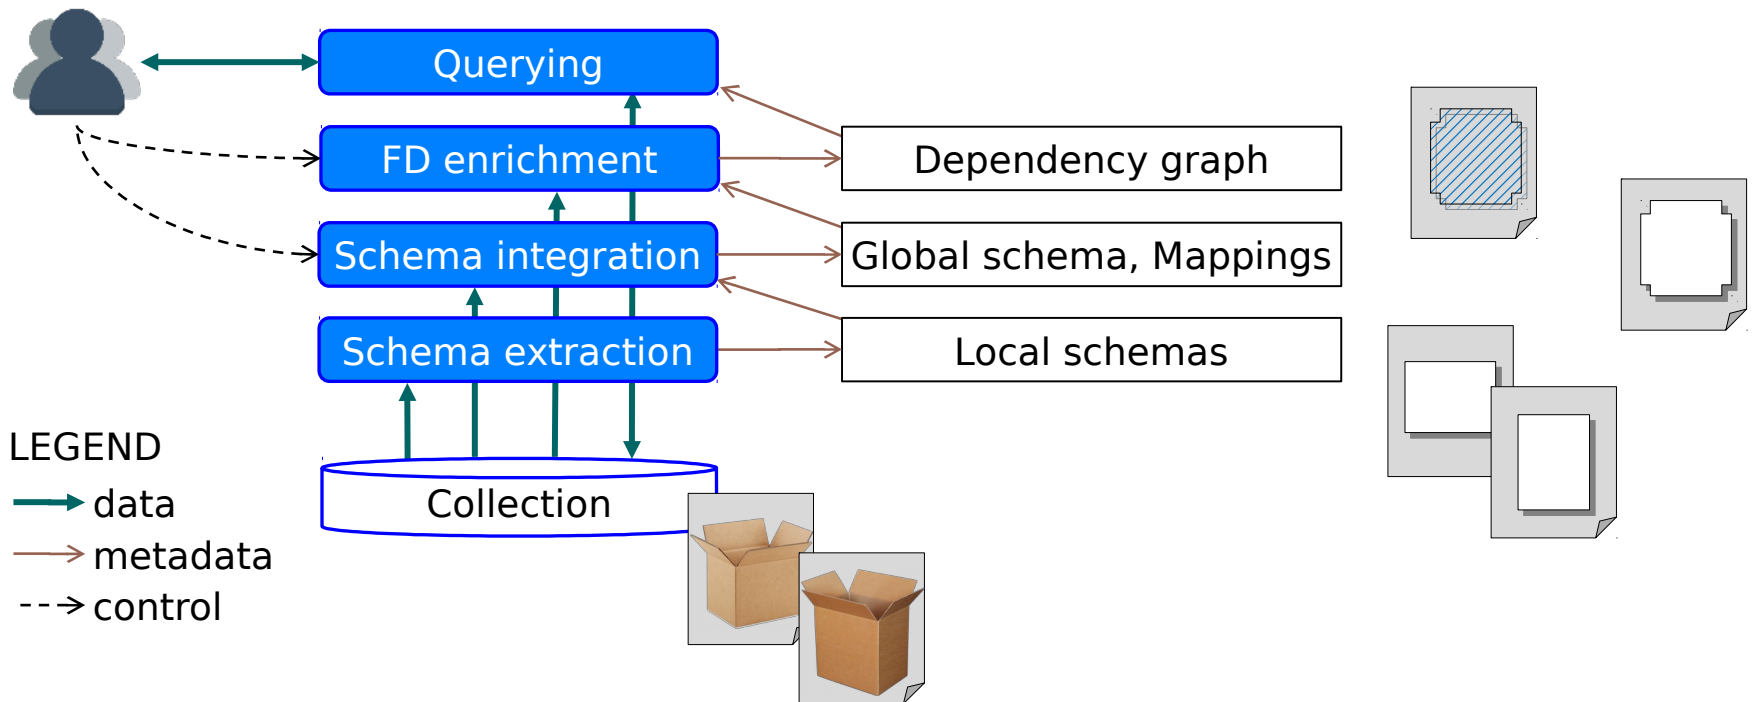 Querying
FD enrichment
Dependency graph
Schema integration
Global schema, Mappings
Schema extraction
Local schemas
LEGEND
data
metadata
control
Collection